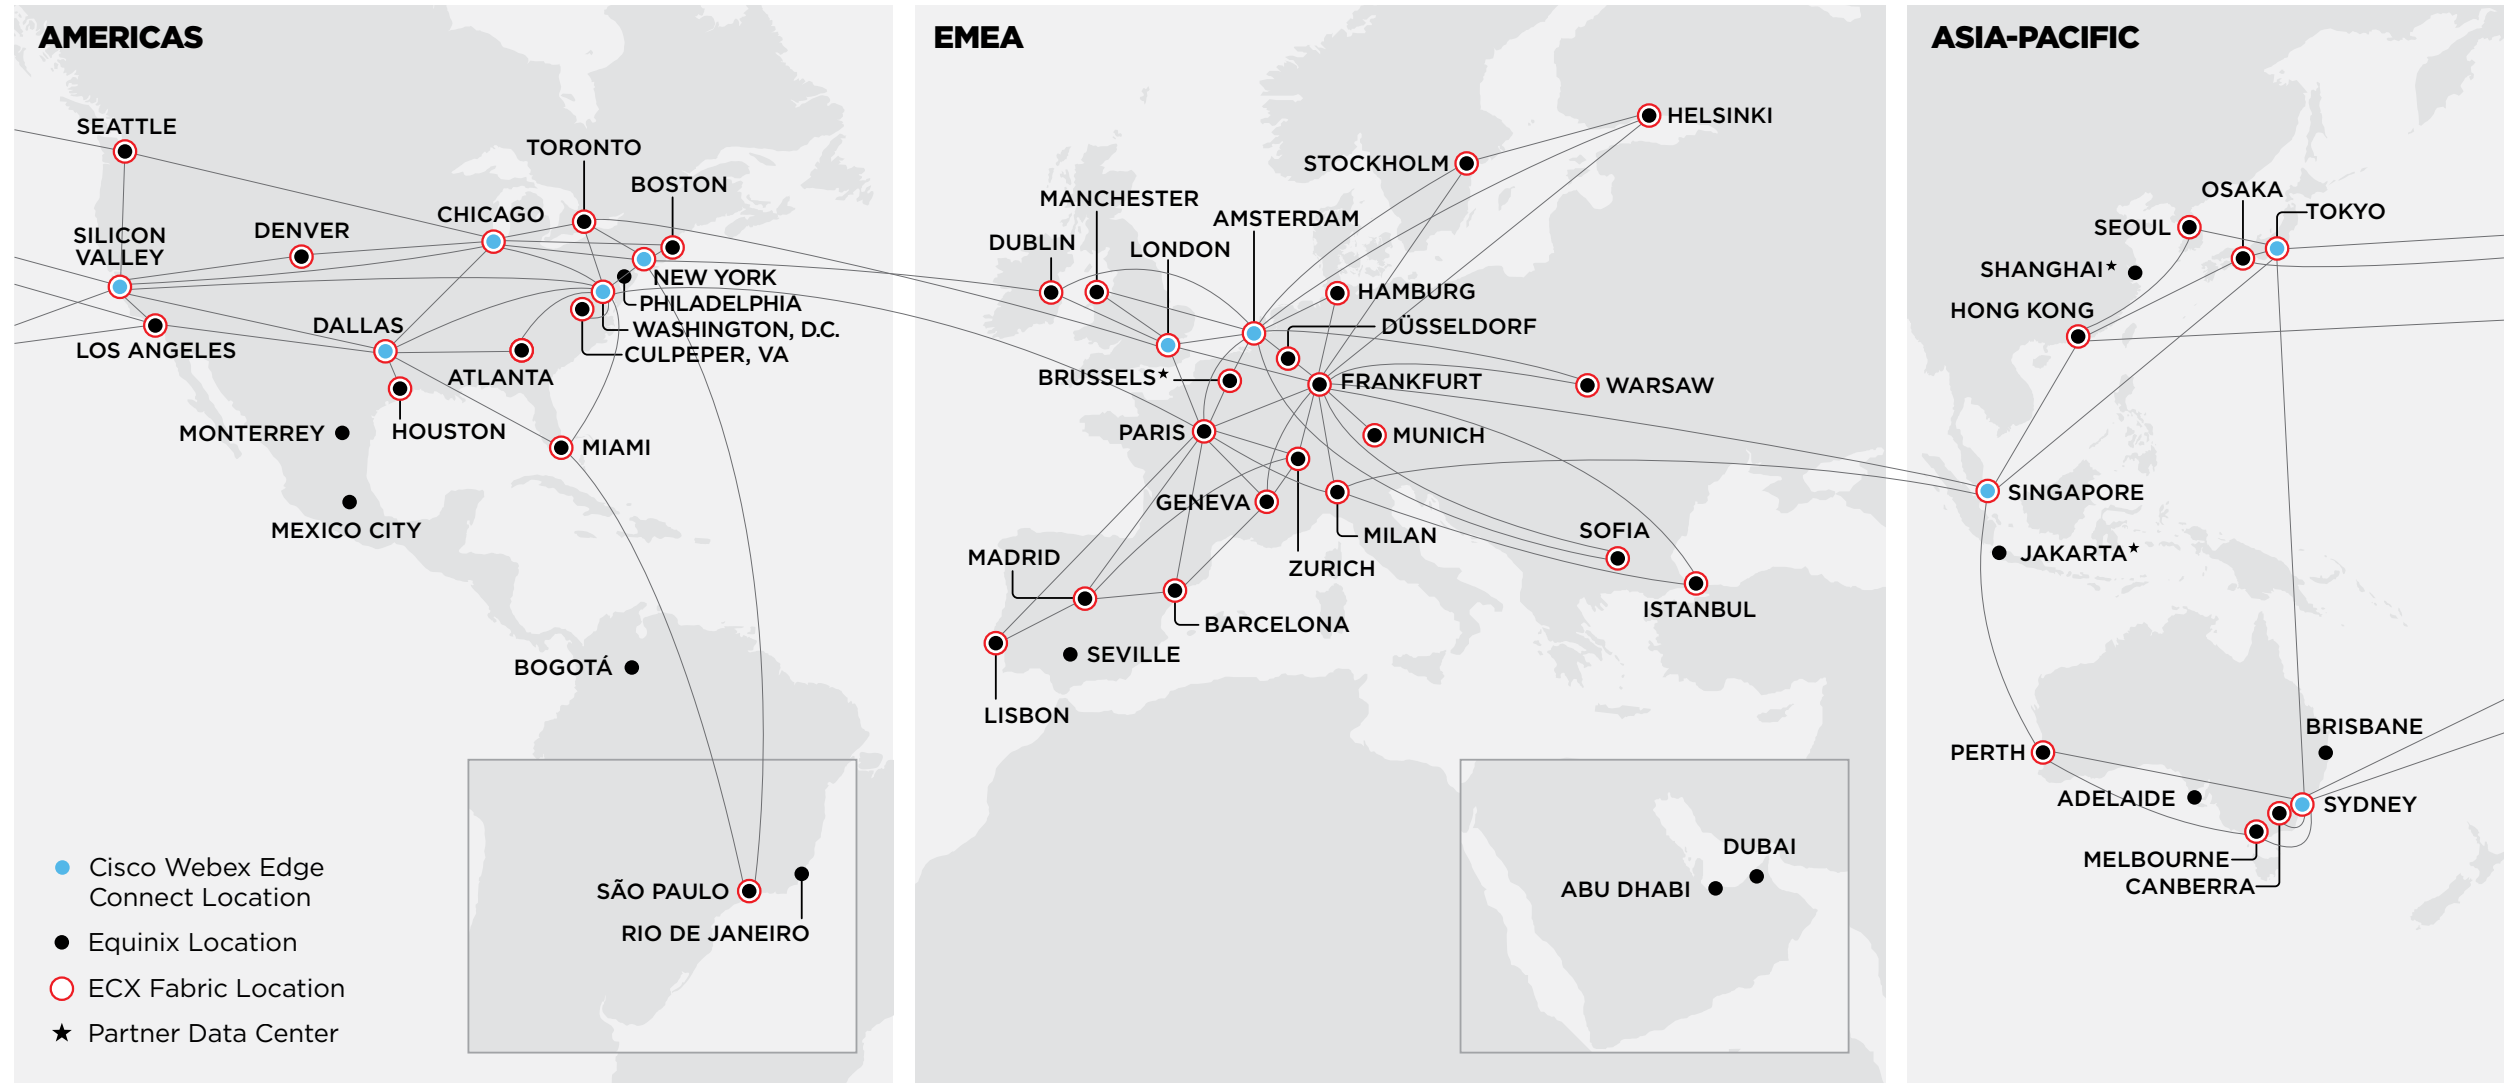 AMERICAS
SEATTLE
TORONTO
BOSTON
CHICAGO
DENVER
SILICON
VALLEY
NEW YORK
PHILADELPHIA
WASHINGTON, D.C.
CULPEPER, VA
DALLAS
LOS ANGELES
ATLANTA
HOUSTON
MONTERREY
MIAMI
MEXICO CITY
BOGOTÁ
SÃO PAULO
RIO DE JANEIRO
Cisco Webex Edge
Connect Location
Equinix Location
ECX Fabric Location
★ Partner Data Center
EMEA
HELSINKI
STOCKHOLM
MANCHESTER
AMSTERDAM
DUBLIN
LONDON
HAMBURG
DÜSSELDORF
BRUSSELS★
FRANKFURT
WARSAW
PARIS
MUNICH
GENEVA
MILAN
SOFIA
MADRID
ZURICH
ISTANBUL
BARCELONA
SEVILLE
LISBON
DUBAI
ABU DHABI
ASIA-PACIFIC
OSAKA
TOKYO
SEOUL
SHANGHAI★
HONG KONG
SINGAPORE
JAKARTA★
BRISBANE
PERTH
ADELAIDE
SYDNEY
MELBOURNE
CANBERRA